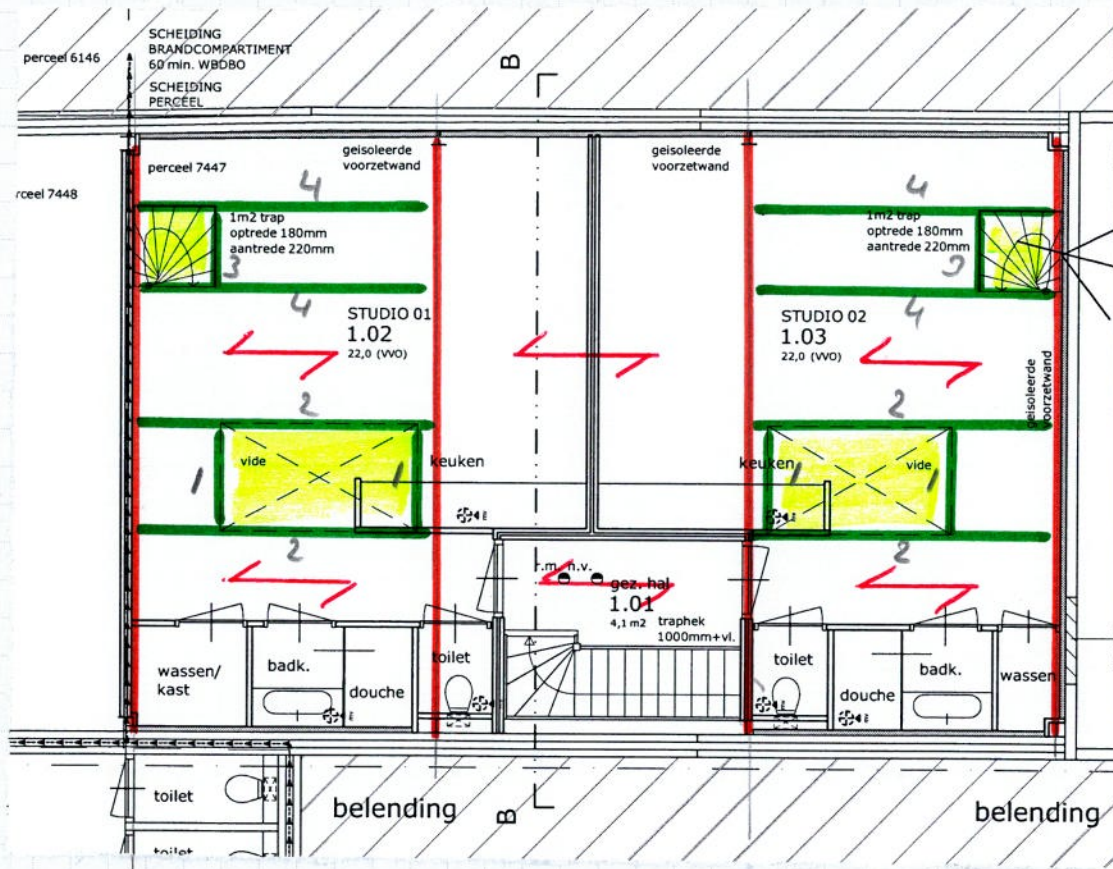 SCHEIDING
BRANDCOMPARTIMENT
60 min. WBDBO
perceel 6146
SCHEIDING
PERCEEL
B
geisoleerde
voorzetwand
geisoleerde
voorzetwand
perceel 7447
rceel 7448
4
4
1m2 trap
optrede 180mm
aantrede 220mm
1m2 trap
optrede 180mm
aantrede 220mm
3
3
4
4
STUDIO 01
1.02
22,0 (VVO)
STUDIO 02
1.03
22,0 (VVO)
geisoleerde
voorzetwand
2
2
vide
keuken
keuken
vide
1
1
1
1
2
2
r.m. n.v.
gez. hal
1.01
4,1 m2
traphek
1000mm+vl.
wassen/
kast
badk.
douche
toilet
toilet
douche
badk.
wassen
toilet
belending
B
belending
toilet